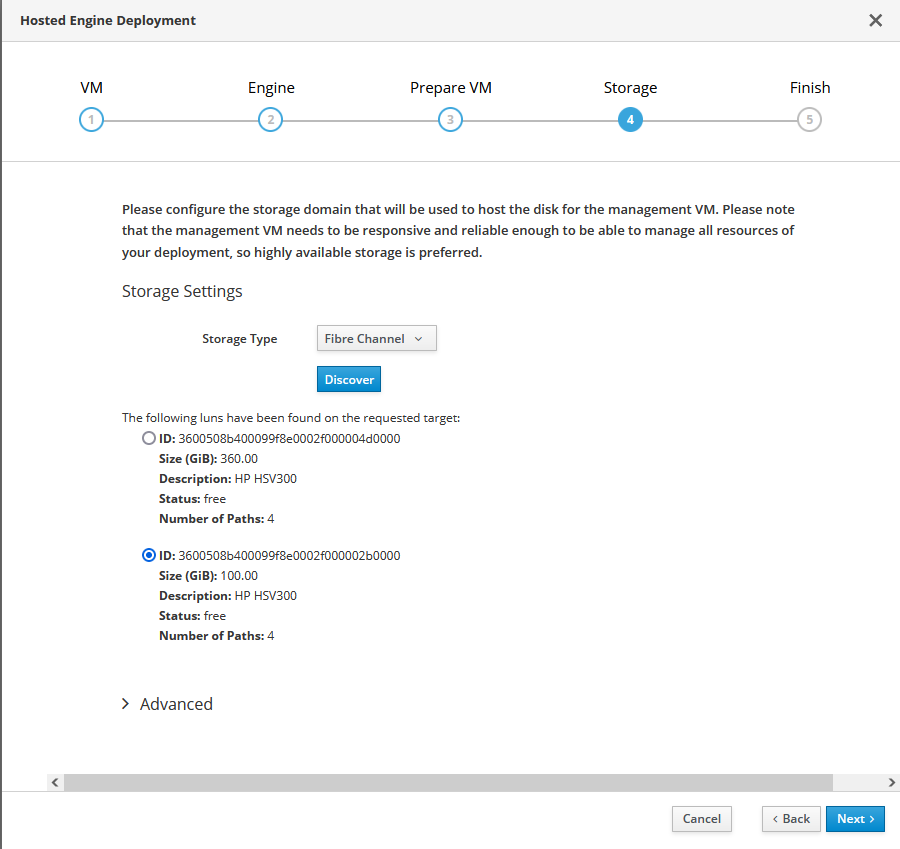 Hosted Engine Deployment
VM Engine Prepare VM Storage Finish
1 2 3 4 5
Please configure the storage domain that will be used to host the disk for the management VM. Please note
that the management VM needs to be responsive and reliable enough to be able to manage all resources of
your deployment, so highly available storage is preferred.
Storage Settings
Storage Type Fibre Channel
Discover
The following luns have been found on the requested target:
ID: 3600508b400099f8e0002f000004d0000
Size (GiB): 360.00
Description: HP HSV300
Status: free
Number of Paths: 4
ID: 3600508b400099f8e0002f000002b0000
Size (GiB): 100.00
Description: HP HSV300
Status: free
Number of Paths: 4
Advanced
Cancel Back Next